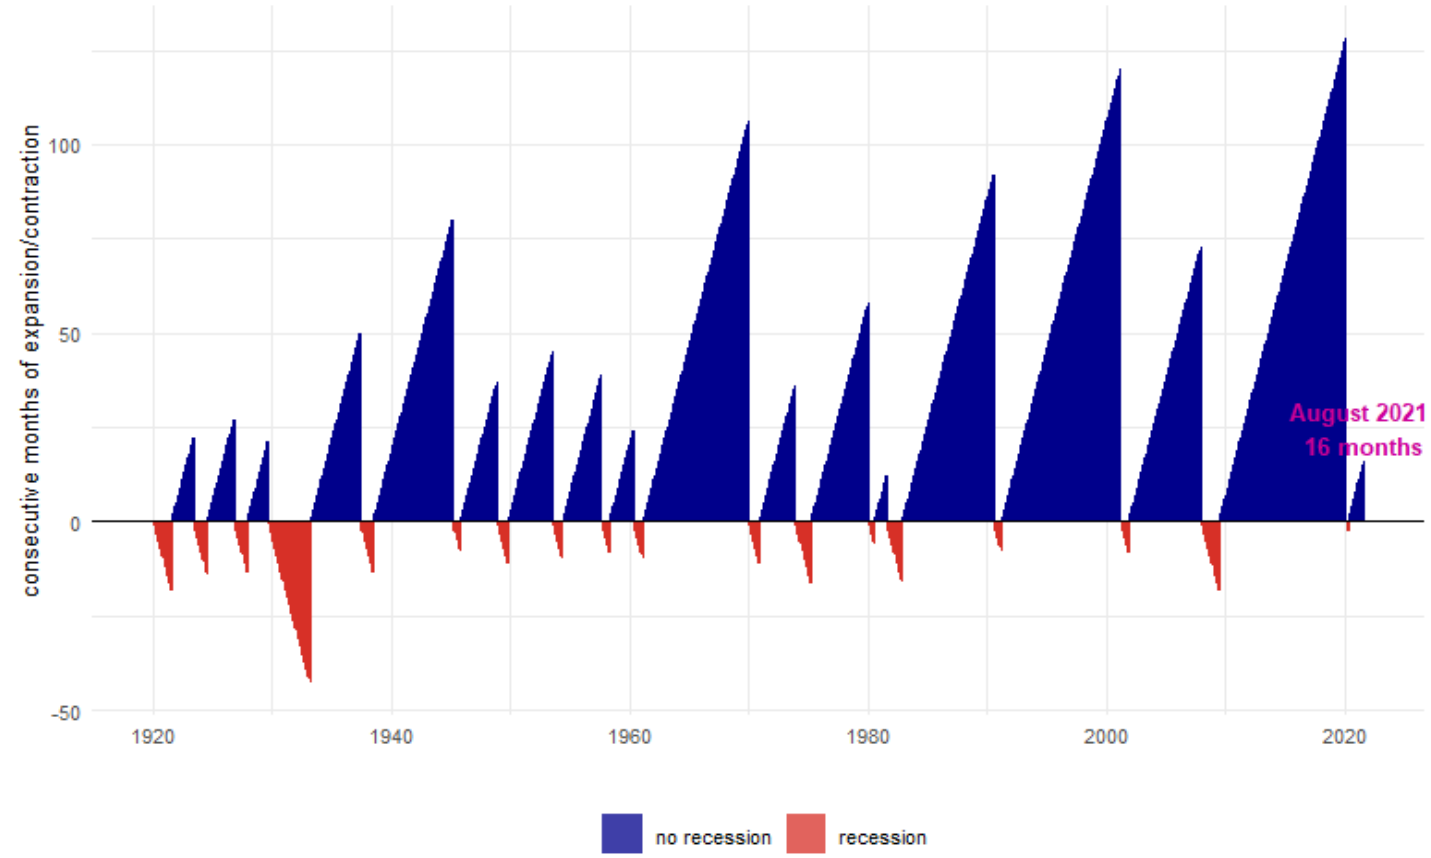 consecutive months of expansion/contraction
100
50
0
-50
August 2021
16 months
1920
1940
1960
1980
2000
2020
no recession
recession